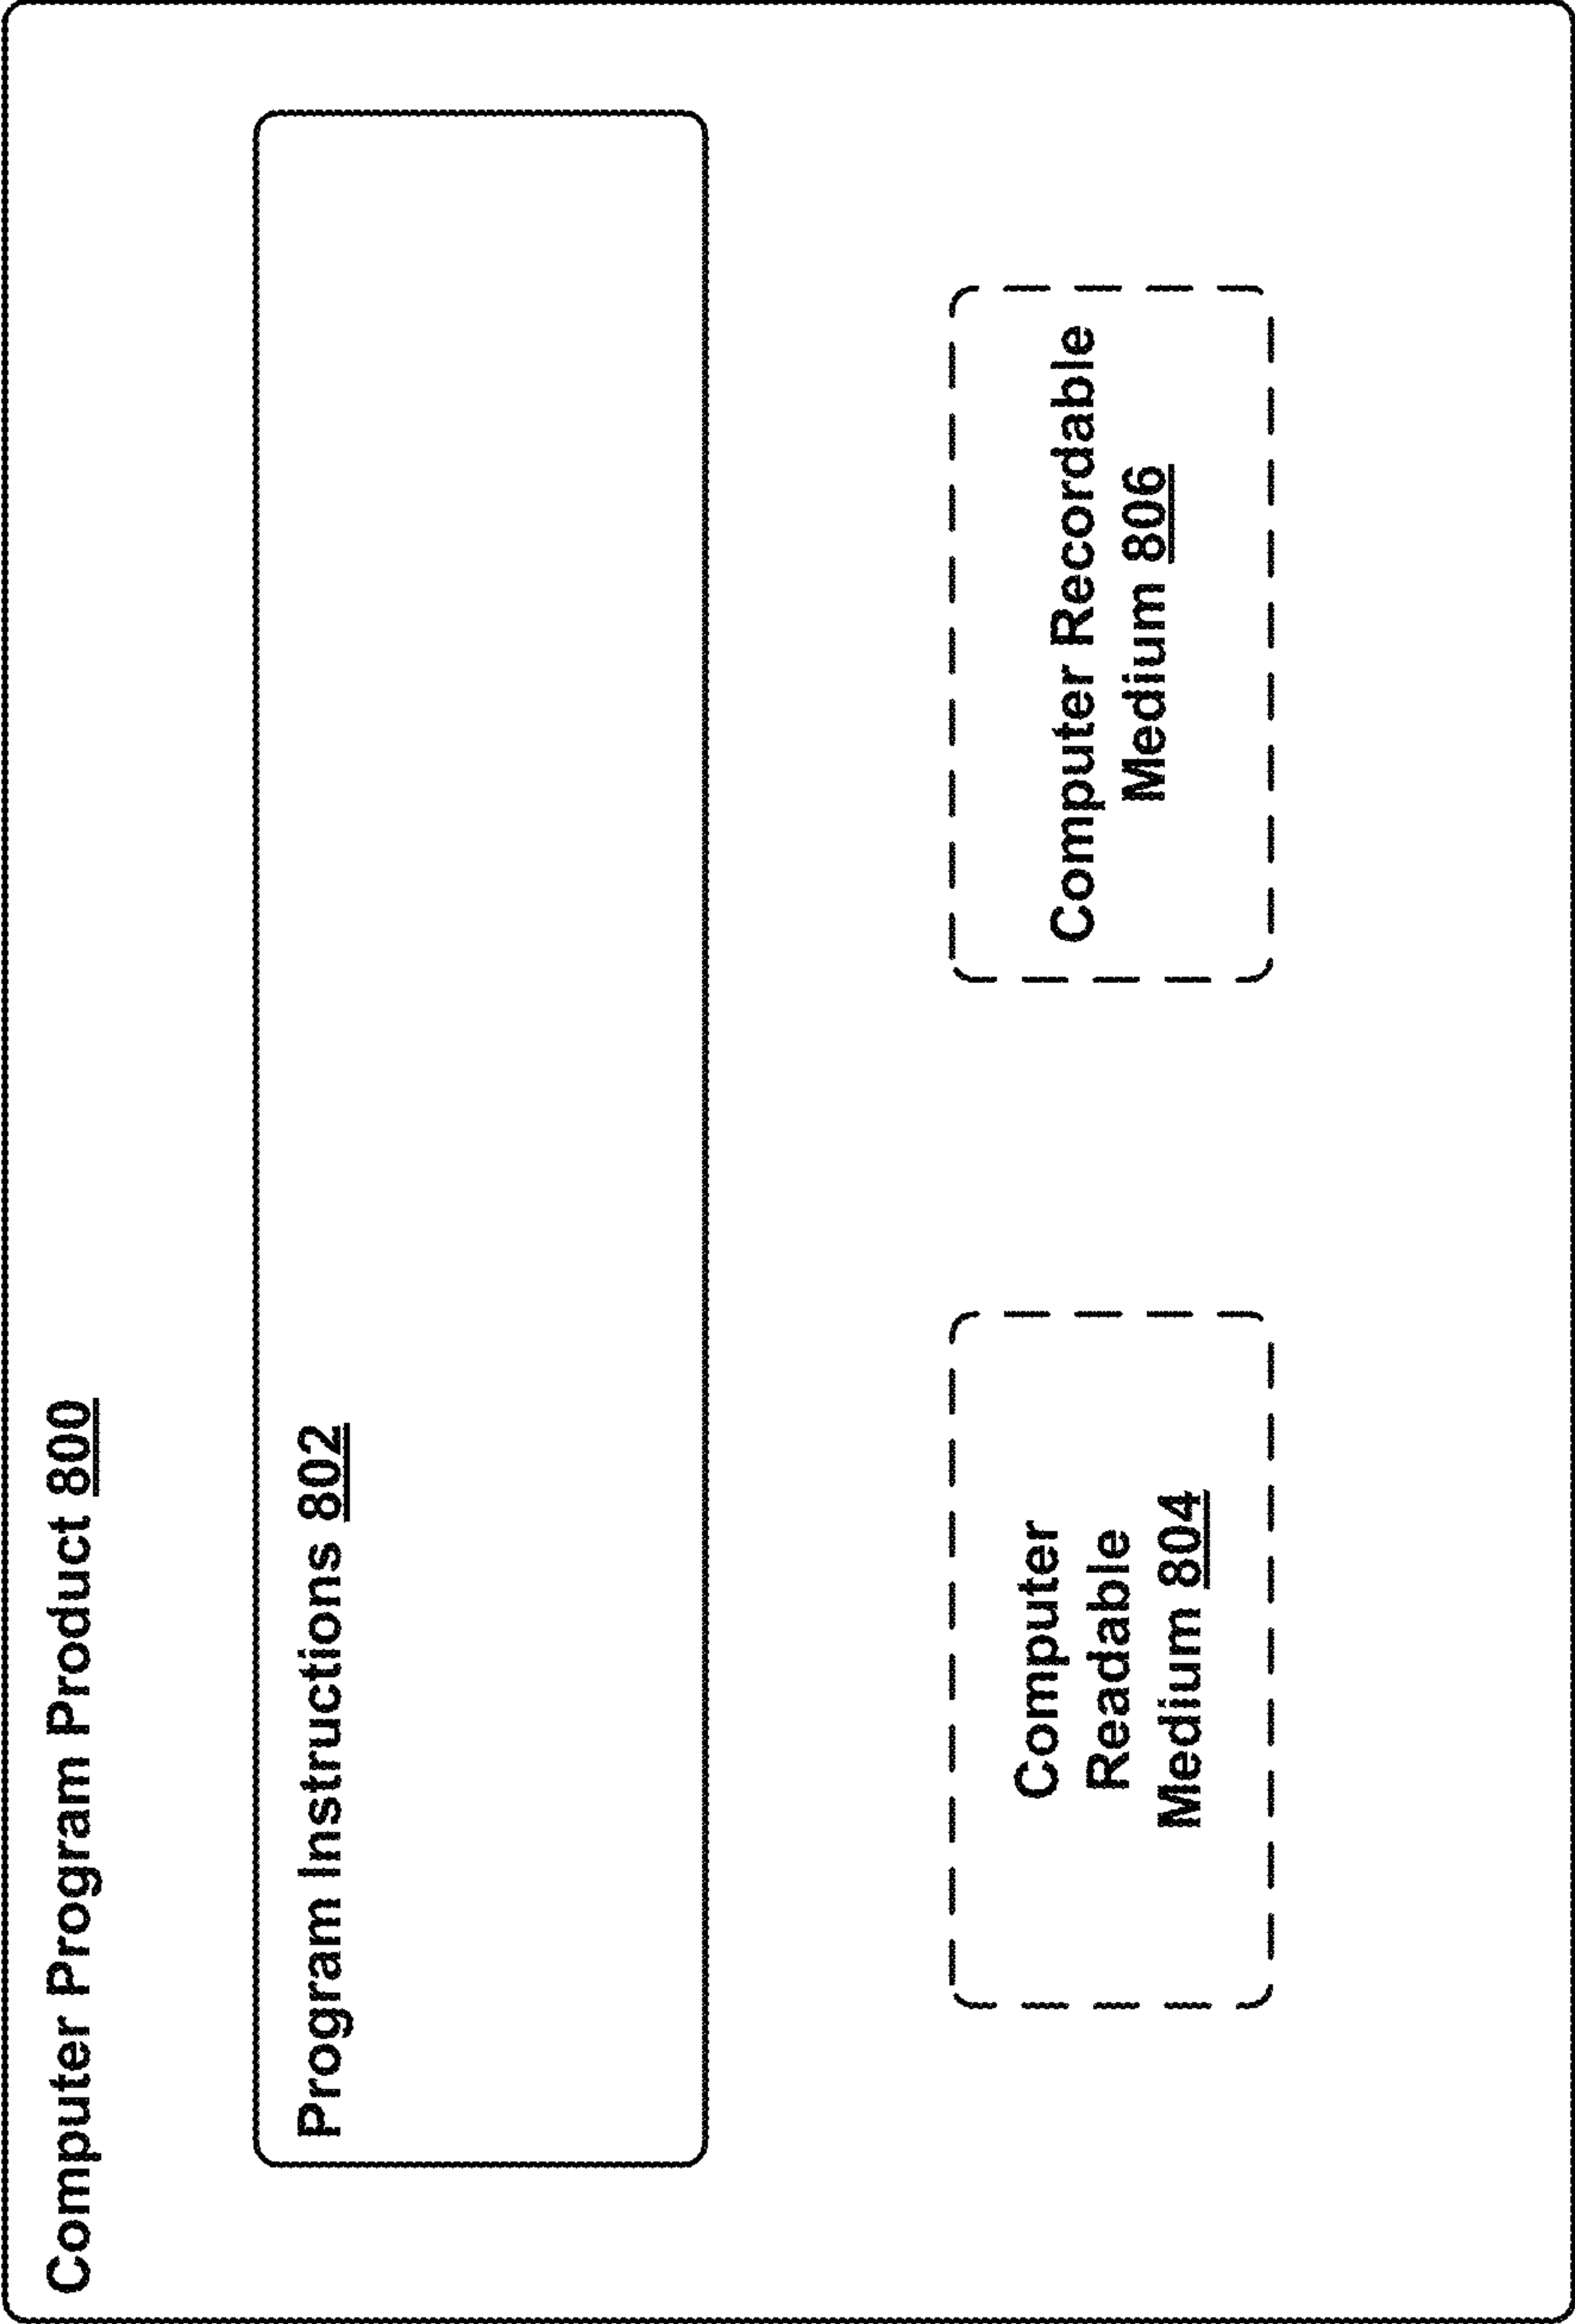 Computer Program Product 800
Program Instructions 802
Computer
Readable
Medium 804
Computer Recordable
Medium 806